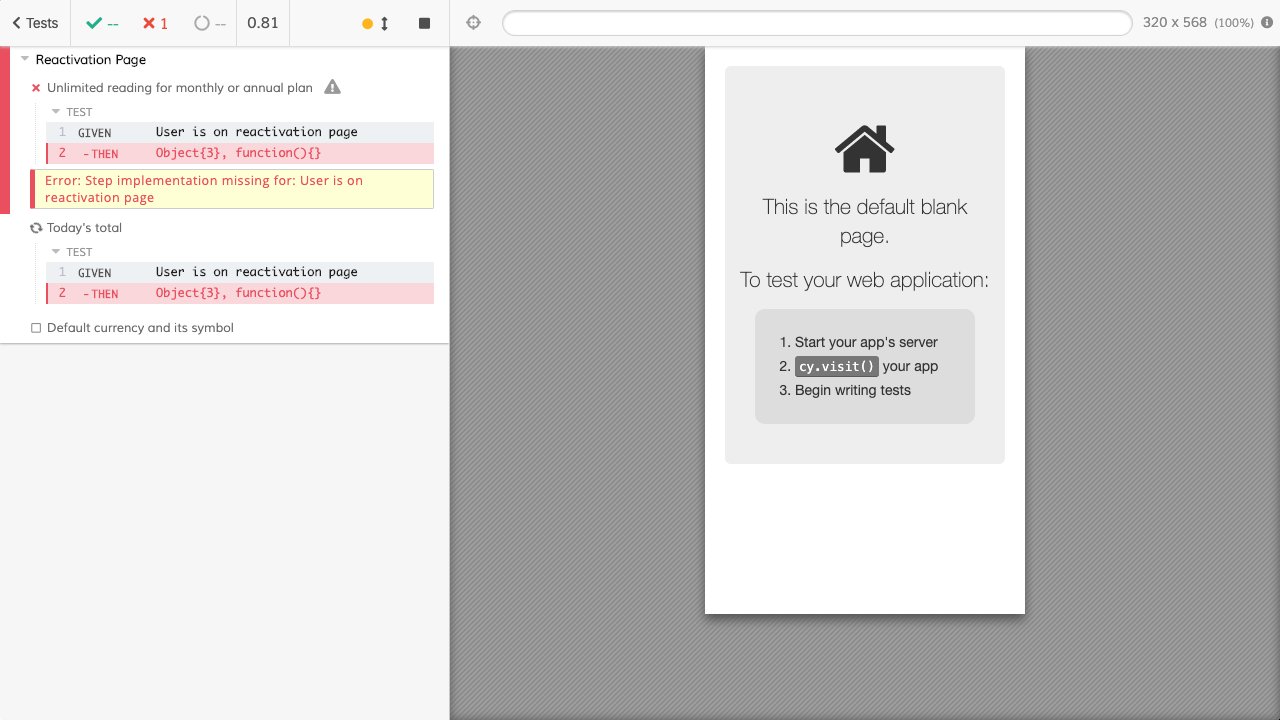 Tests
--
1
--
0.81
320 x 568 (100%)
Reactivation Page
Unlimited reading for monthly or annual plan
TEST
1 GIVEN User is on reactivation page
2 -THEN Object{3}, function(){}
Error: Step implementation missing for: User is on
reactivation page
Today's total
TEST
1 GIVEN User is on reactivation page
2 -THEN Object{3}, function(){}
Default currency and its symbol
This is the default blank
page.
To test your web application:
1. Start your app's server
2. cy.visit() your app
3. Begin writing tests